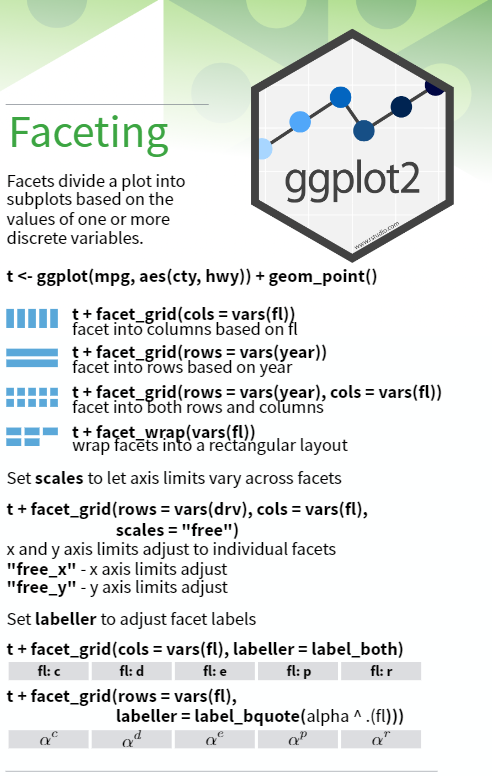 ggplot2
www.rstudio.com
Faceting
Facets divide a plot into
subplots based on the
values of one or more
discrete variables.
t <- ggplot(mpg, aes(cty, hwy)) + geom_point()
t + facet_grid(cols = vars(fl))
facet into columns based on fl
t + facet_grid(rows = vars(year))
facet into rows based on year
t + facet_grid(rows = vars(year), cols = vars(fl))
facet into both rows and columns
t + facet_wrap(vars(fl))
wrap facets into a rectangular layout
Set scales to let axis limits vary across facets
t + facet_grid(rows = vars(drv), cols = vars(fl),
scales = "free")
x and y axis limits adjust to individual facets
"free_x" - x axis limits adjust
"free_y" - y axis limits adjust
Set labeller to adjust facet labels
t + facet_grid(cols = vars(fl), labeller = label_both)
fl: c fl: d fl: e fl: p fl: r
t + facet_grid(rows = vars(fl),
labeller = label_bquote(alpha ^ .(fl)))
α^c α^d α^e α^p α^r